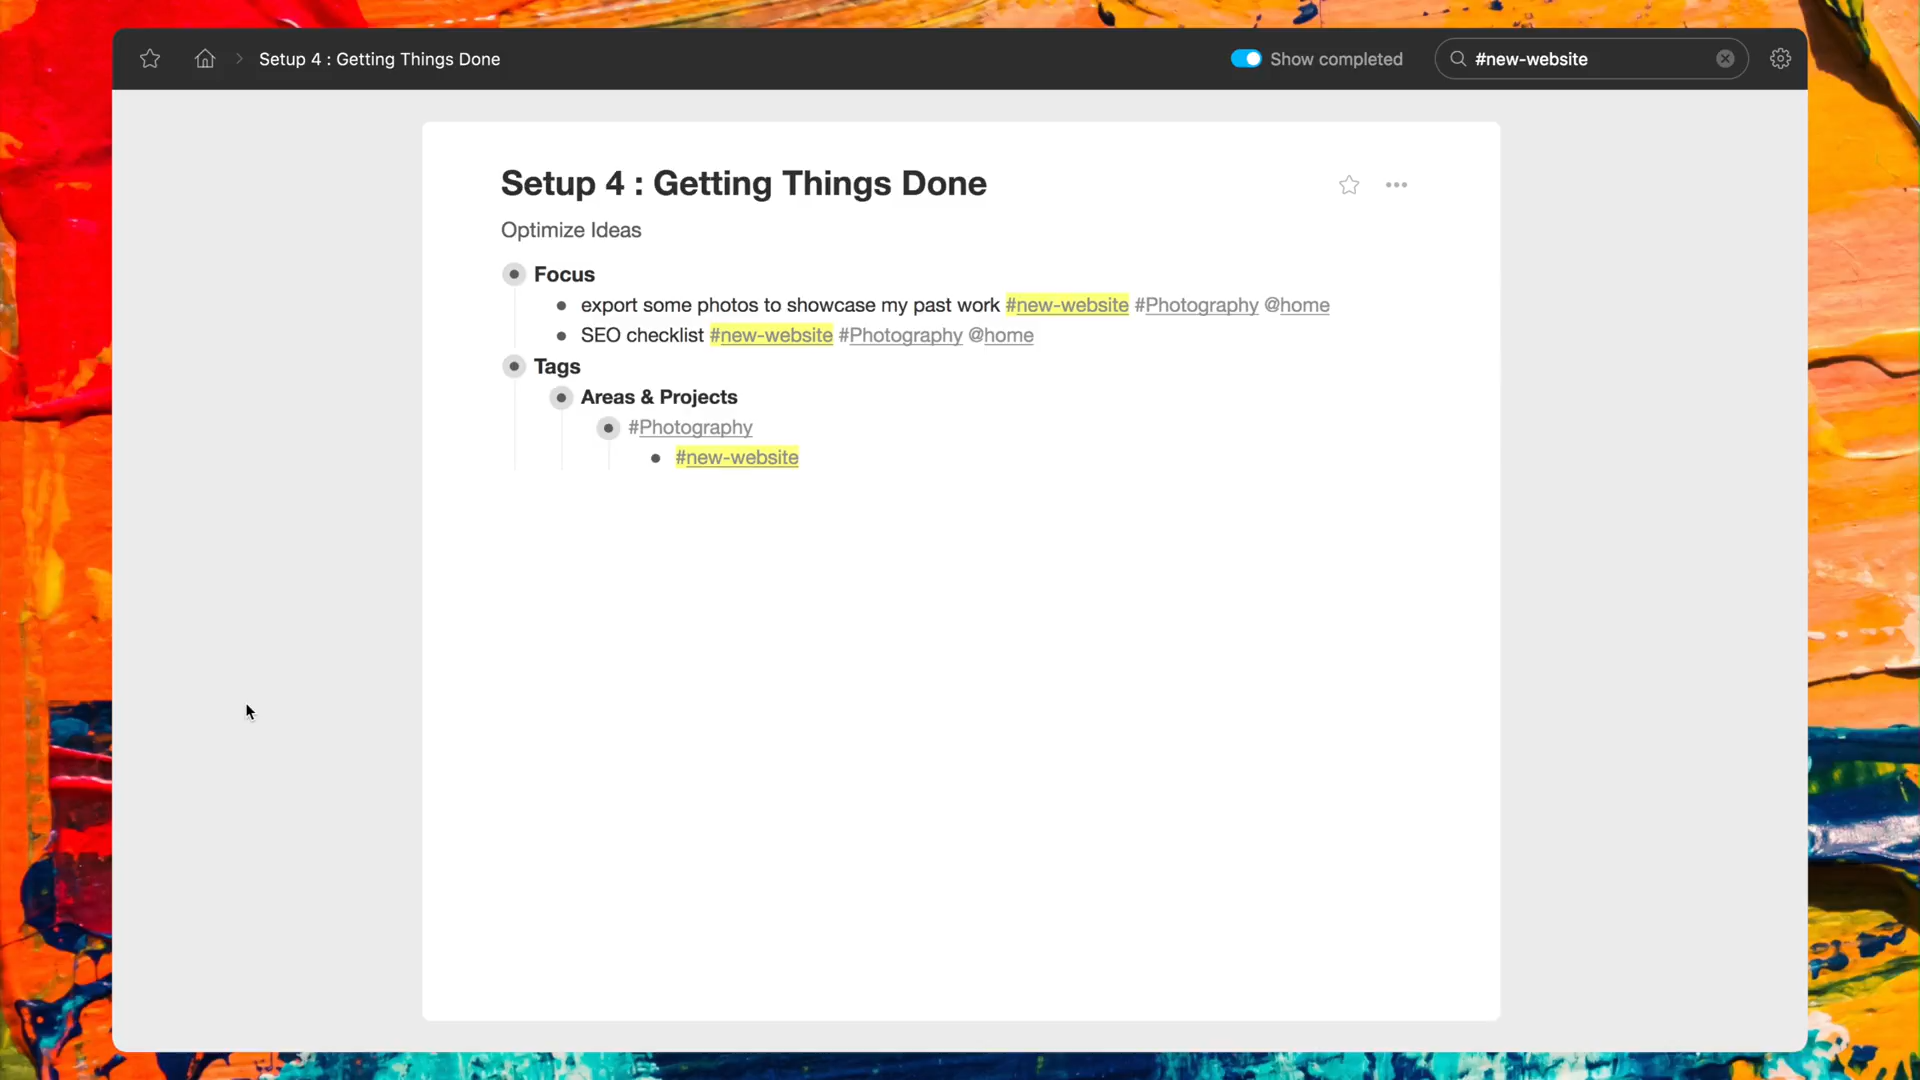 Setup 4 : Getting Things Done
Show completed
#new-website
Setup 4 : Getting Things Done
Optimize Ideas
Focus
export some photos to showcase my past work #new-website #Photography @home
SEO checklist #new-website #Photography @home
Tags
Areas & Projects
#Photography
#new-website